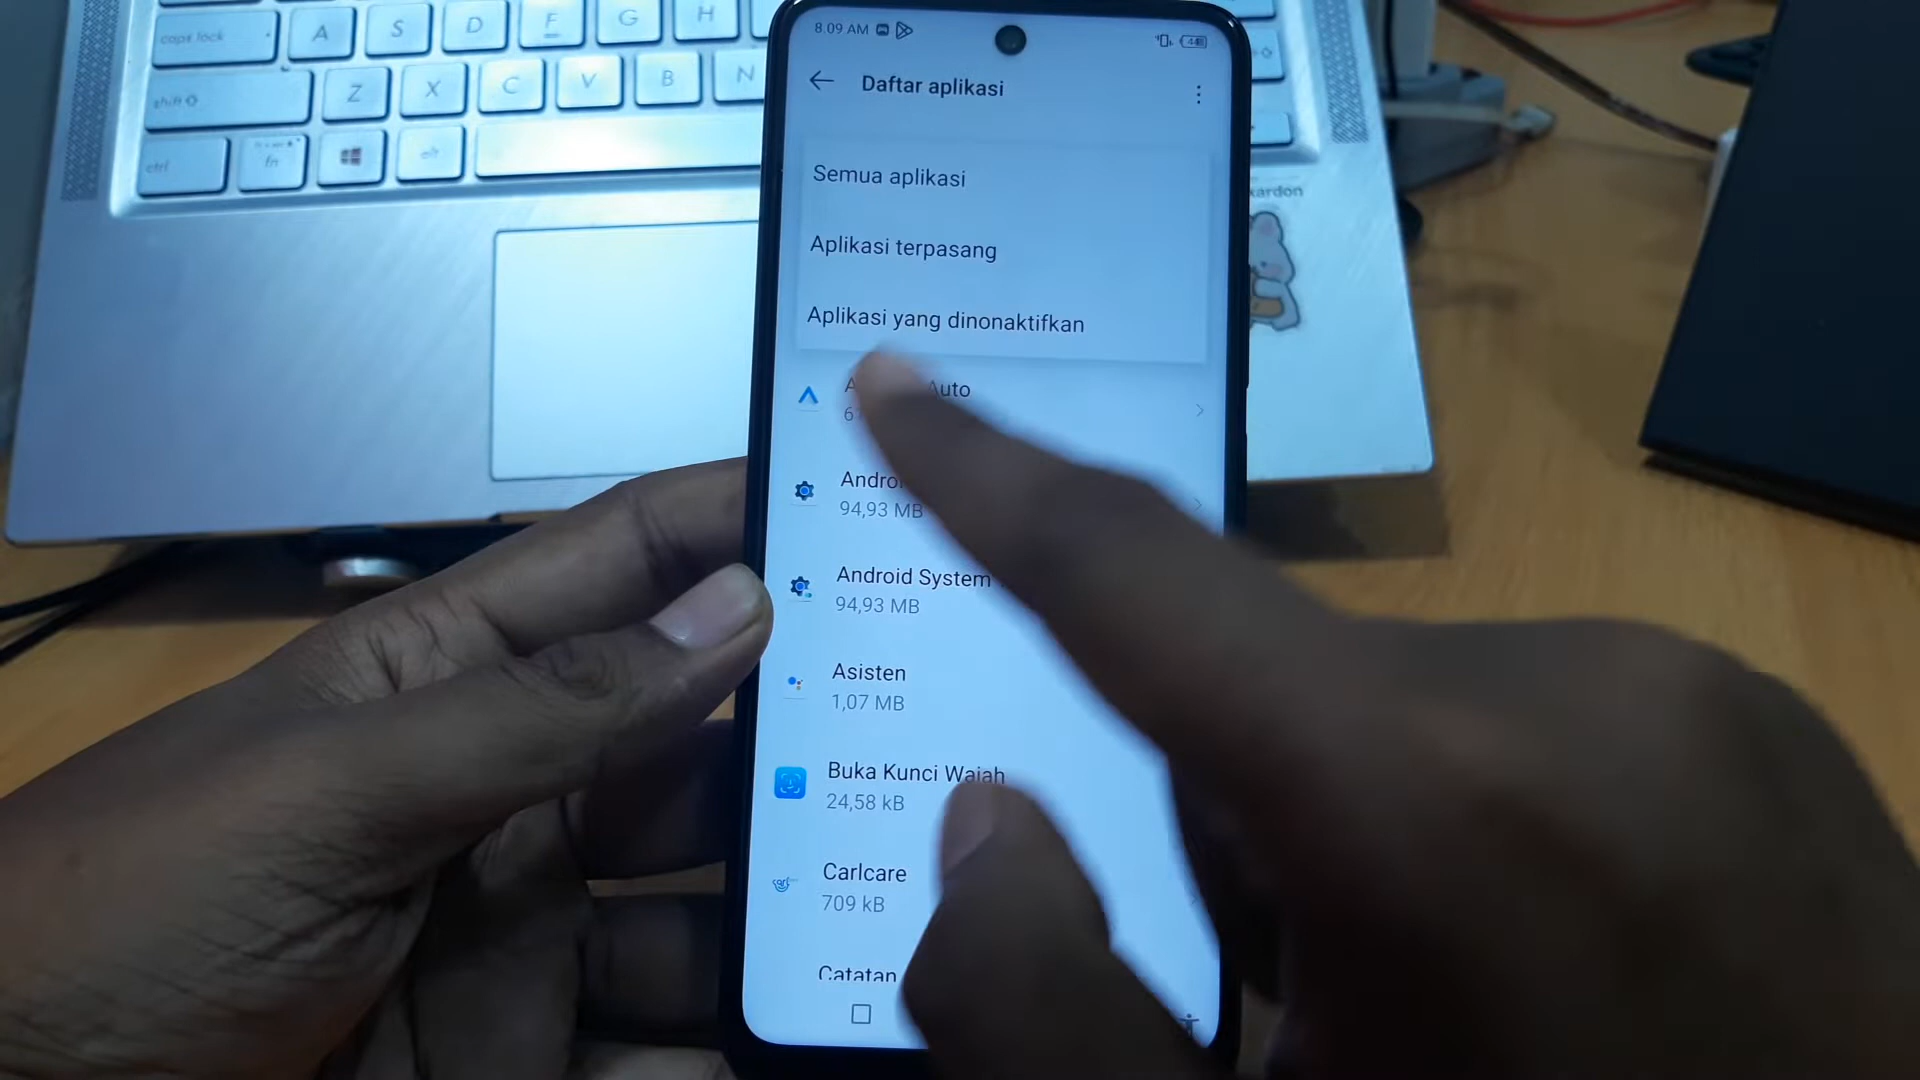 caps lock
A
S
D
F
G
H
shift
Z
X
C
V
B
N
ctrl
fn
alt
8.09 AM
Daftar aplikasi
Semua aplikasi
Aplikasi terpasang
Aplikasi yang dinonaktifkan
Auto
94,93 MB
Android System
94,93 MB
Asisten
1,07 MB
Buka Kunci Wajah
24,58 kB
Carlcare
709 kB
Catatan